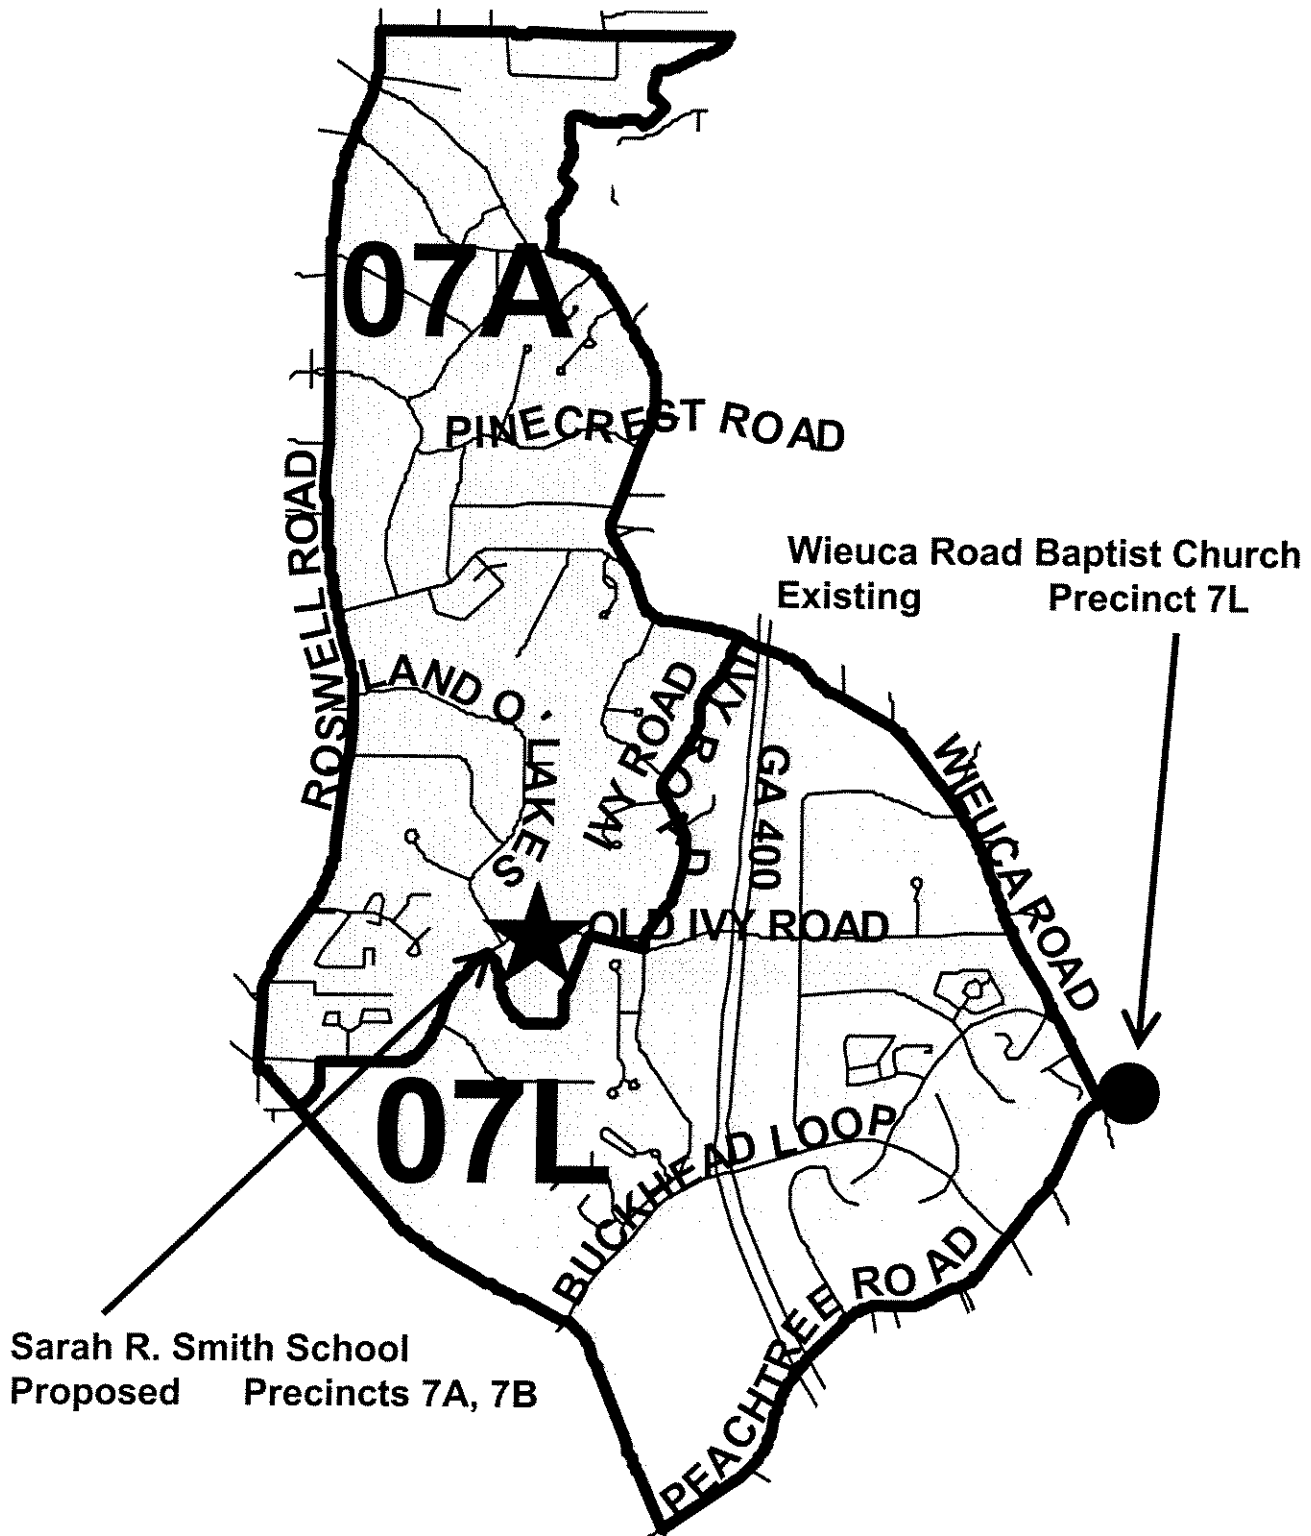 07A
PINECREST ROAD
ROSWELL ROAD
Wieuca Road Baptist Church
Existing Precinct 7L
LAND O' LAKES
IVY ROAD
IVY ROAD
GA 400
WIEUCA ROAD
OLD IVY ROAD
07L
BUCKHEAD LOOP
PEACHTREE ROAD
Sarah R. Smith School
Proposed Precincts 7A, 7B